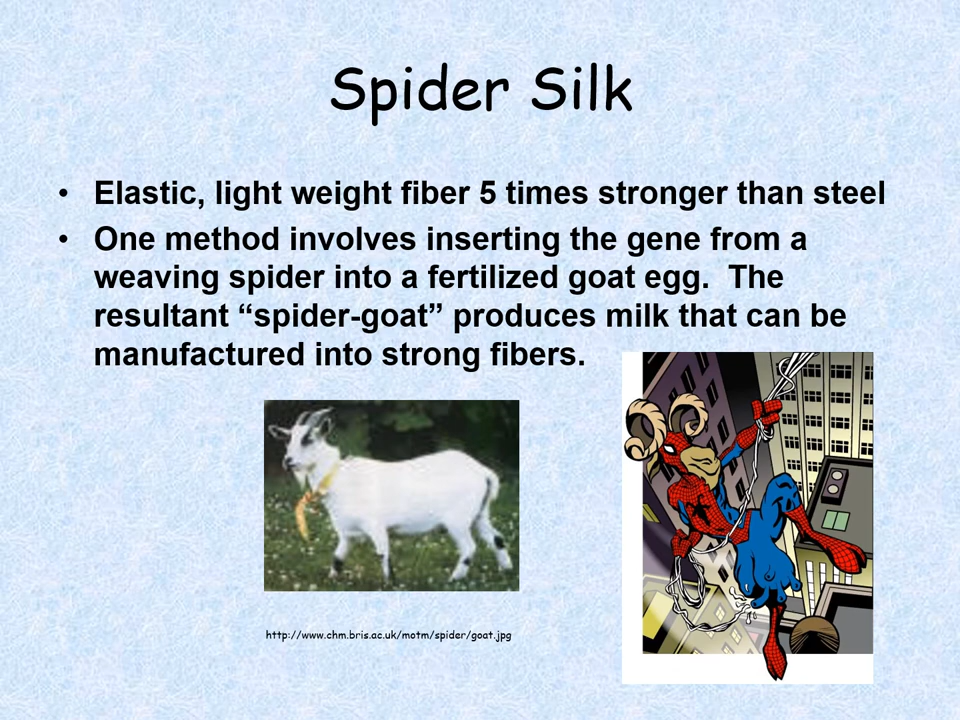 Spider Silk
• Elastic, light weight fiber 5 times stronger than steel
• One method involves inserting the gene from a
weaving spider into a fertilized goat egg.  The
resultant “spider-goat” produces milk that can be
manufactured into strong fibers.
http://www.chm.bris.ac.uk/motm/spider/goat.jpg